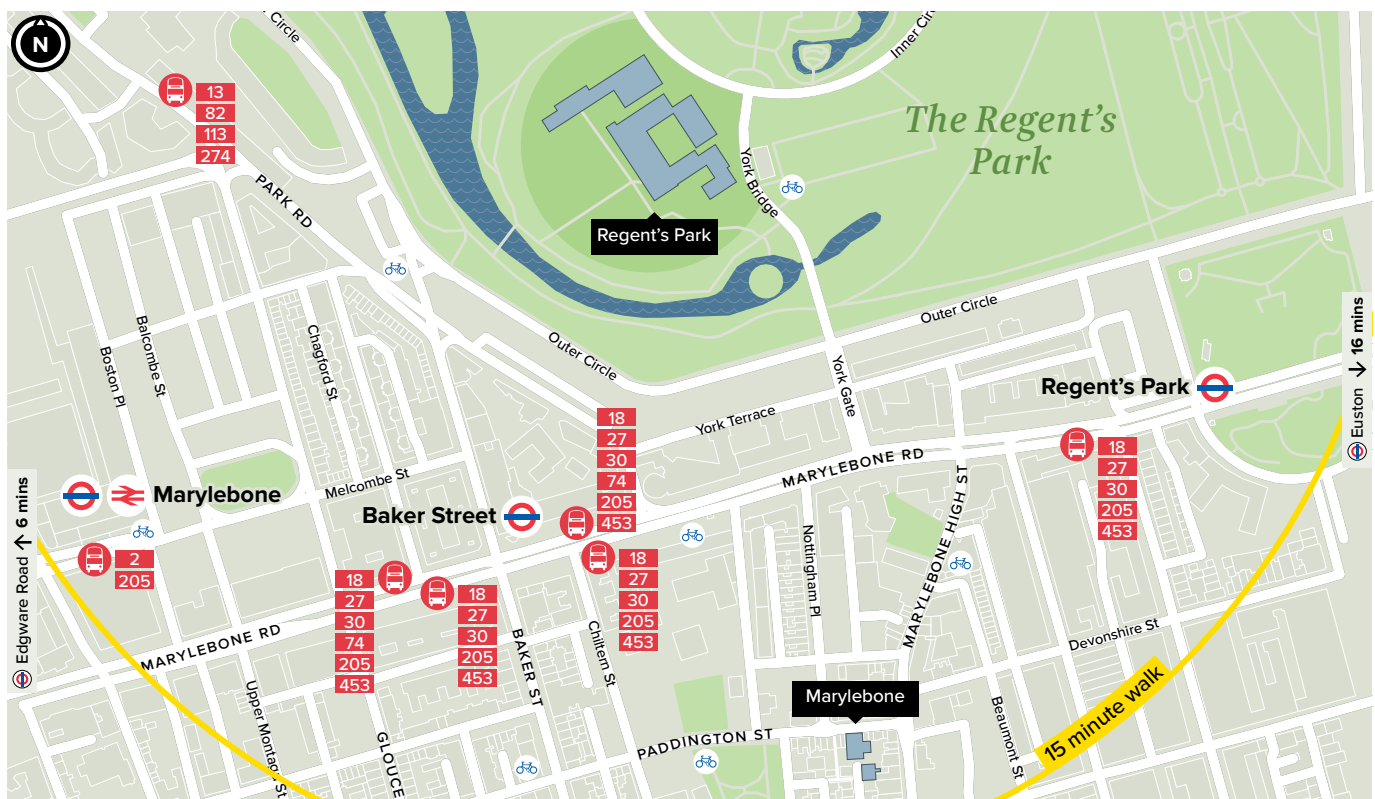 N
Circle
Inner Cir
13
82
113
274
The Regent's
Park
PARK RD
York Bridge
Regent's Park
Outer Circle
Outer Circle
Balcombe St
Boston Pl
Chagford St
York Gate
York Terrace
Regent's Park
Euston → 16 mins
18
27
30
74
205
453
MARYLEBONE RD
18
27
30
205
453
Marylebone
Melcombe St
Baker Street
Edgware Road → 6 mins
2
205
18
27
30
74
205
453
18
27
30
205
453
18
27
30
205
453
Nottingham Pl
MARYLEBONE HIGH ST
MARYLEBONE RD
BAKER ST
Chiltern St
Devonshire St
Upper Montagu St
GLOUCE
Marylebone
PADDINGTON ST
Beaumont St
15 minute walk